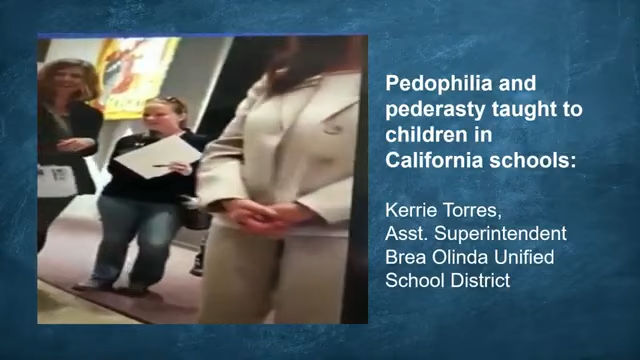 Pedophilia and
pederasty taught to
children in
California schools:
Kerrie Torres,
Asst. Superintendent
Brea Olinda Unified
School District